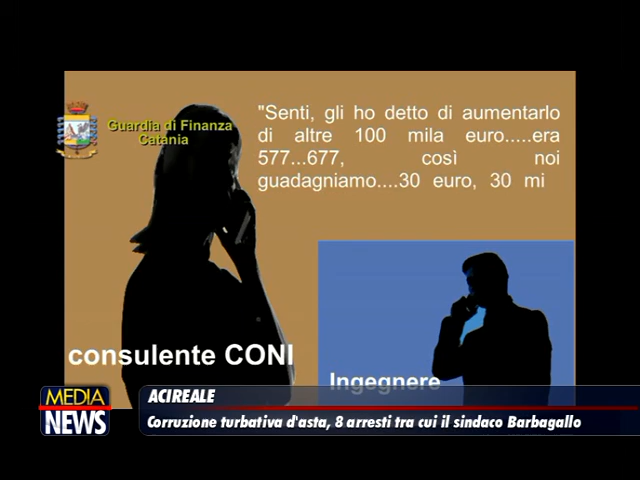 Guardia di Finanza
Catania
"Senti, gli ho detto di aumentarlo
di altre 100 mila euro.....era
577...677, così noi
guadagniamo....30 euro, 30 mi
consulente CONI
Ingegnere
MEDIA
NEWS
ACIREALE
Corruzione turbativa d'asta, 8 arresti tra cui il sindaco Barbagallo